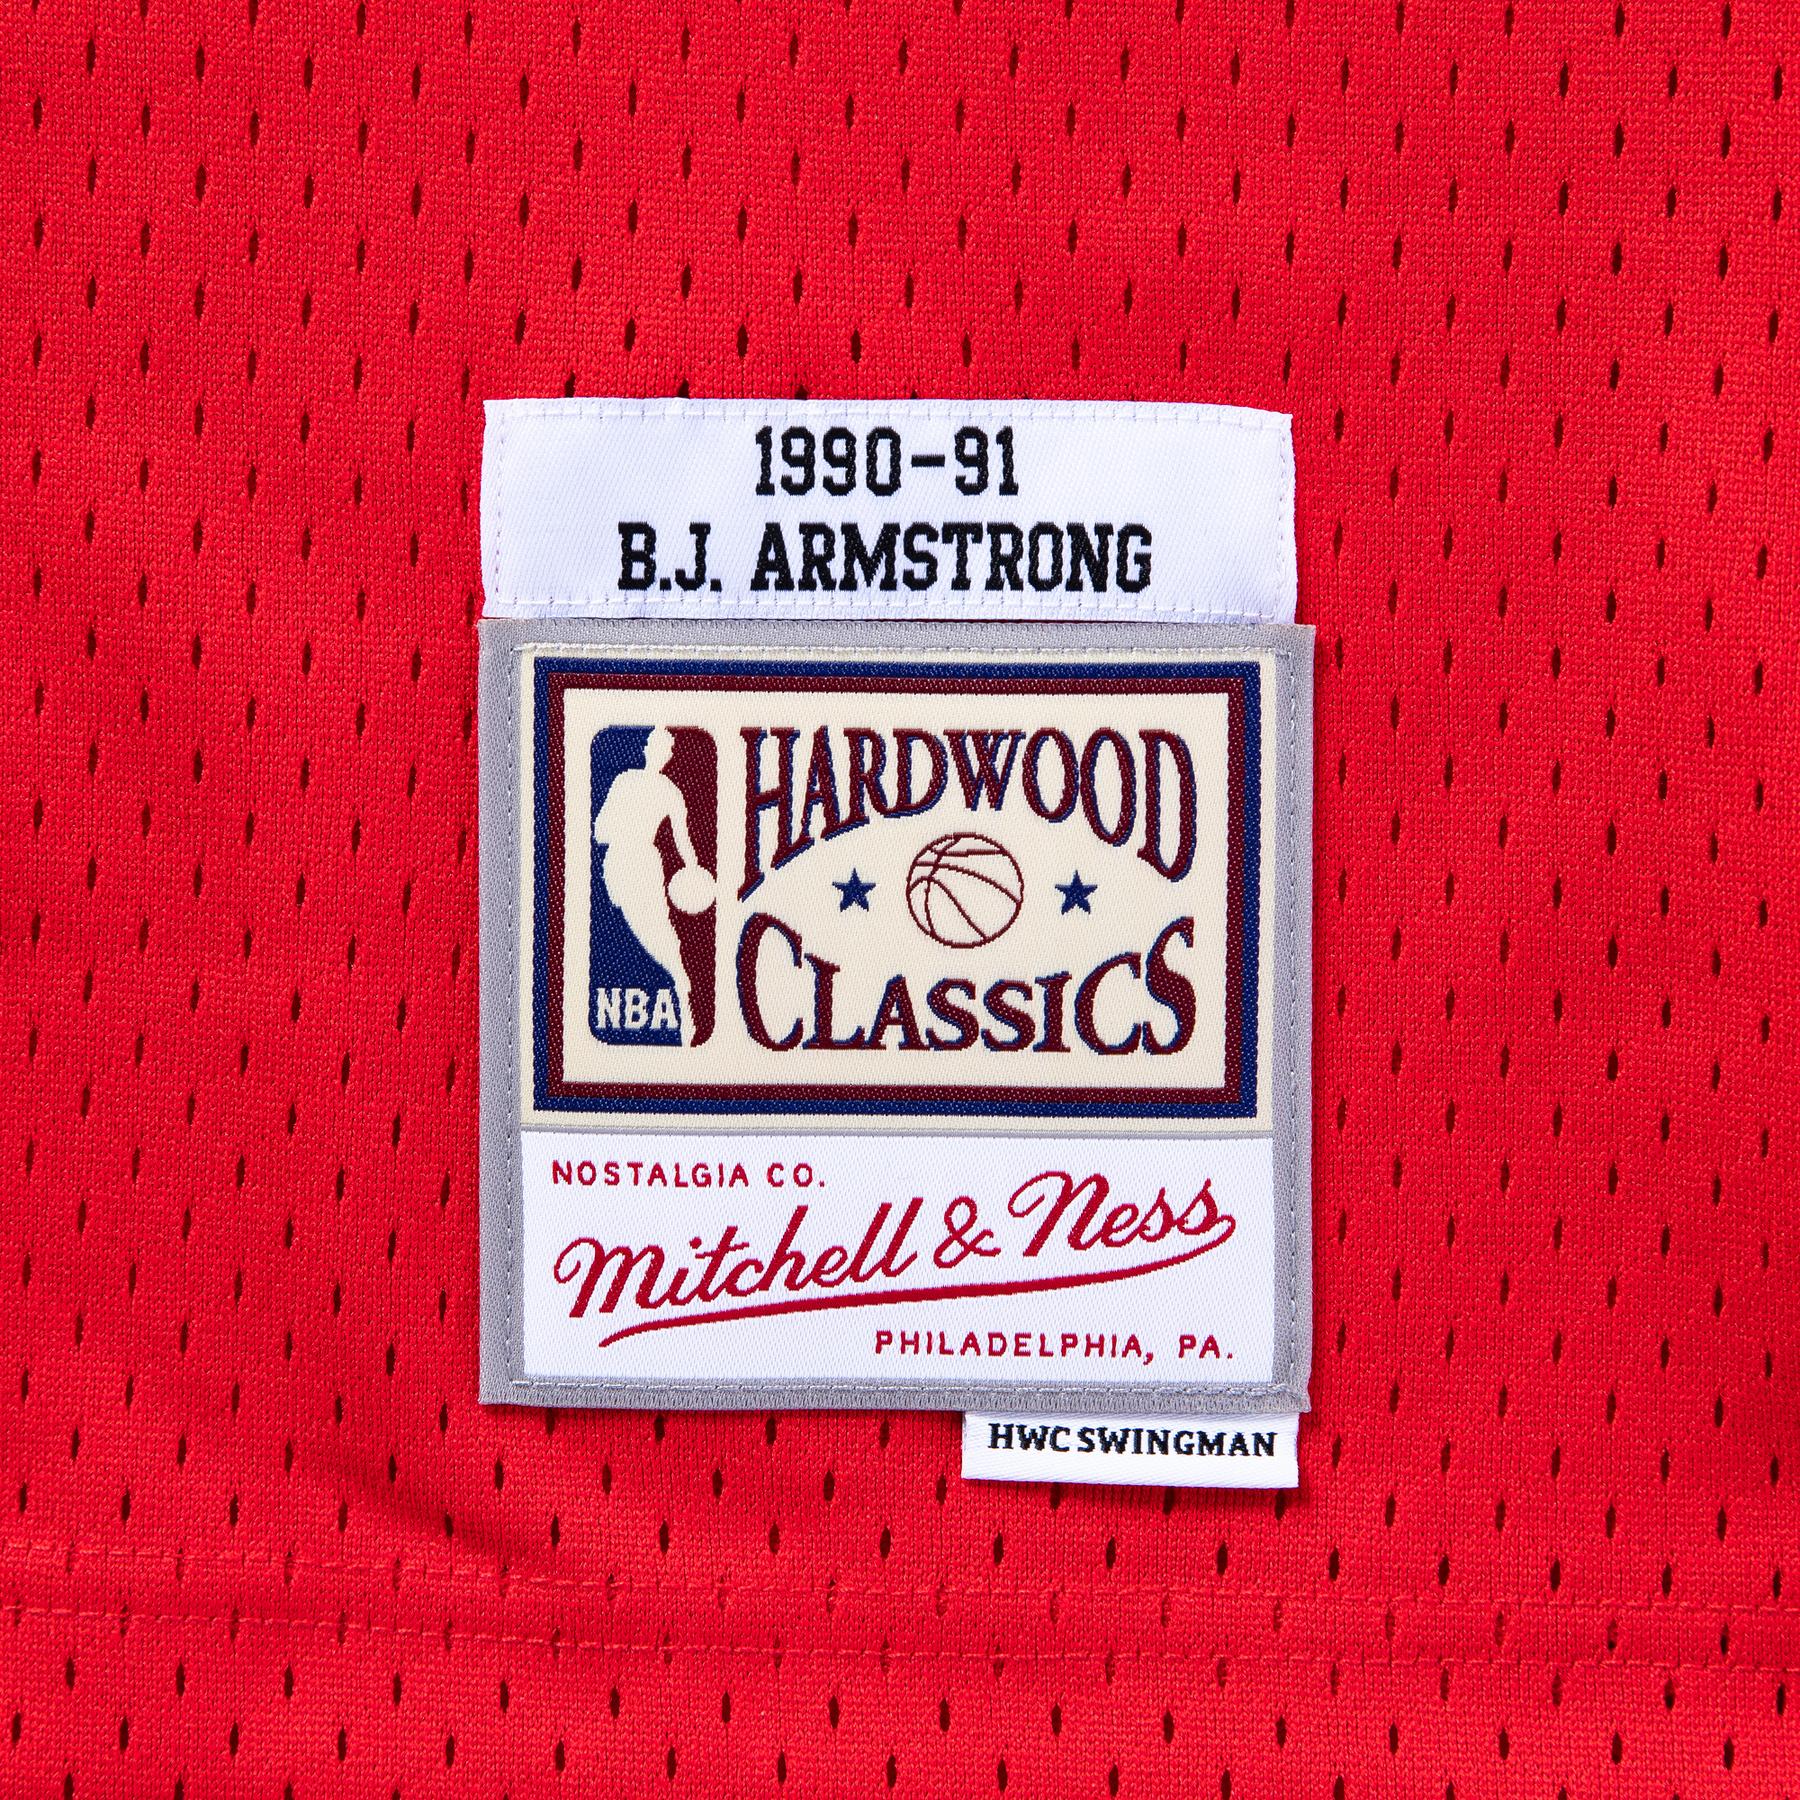 1990-91
B.J. ARMSTRONG
HARDWOOD
CLASSICS
NBA
NOSTALGIA CO.
Mitchell & Ness
PHILADELPHIA, PA.
HWC SWINGMAN